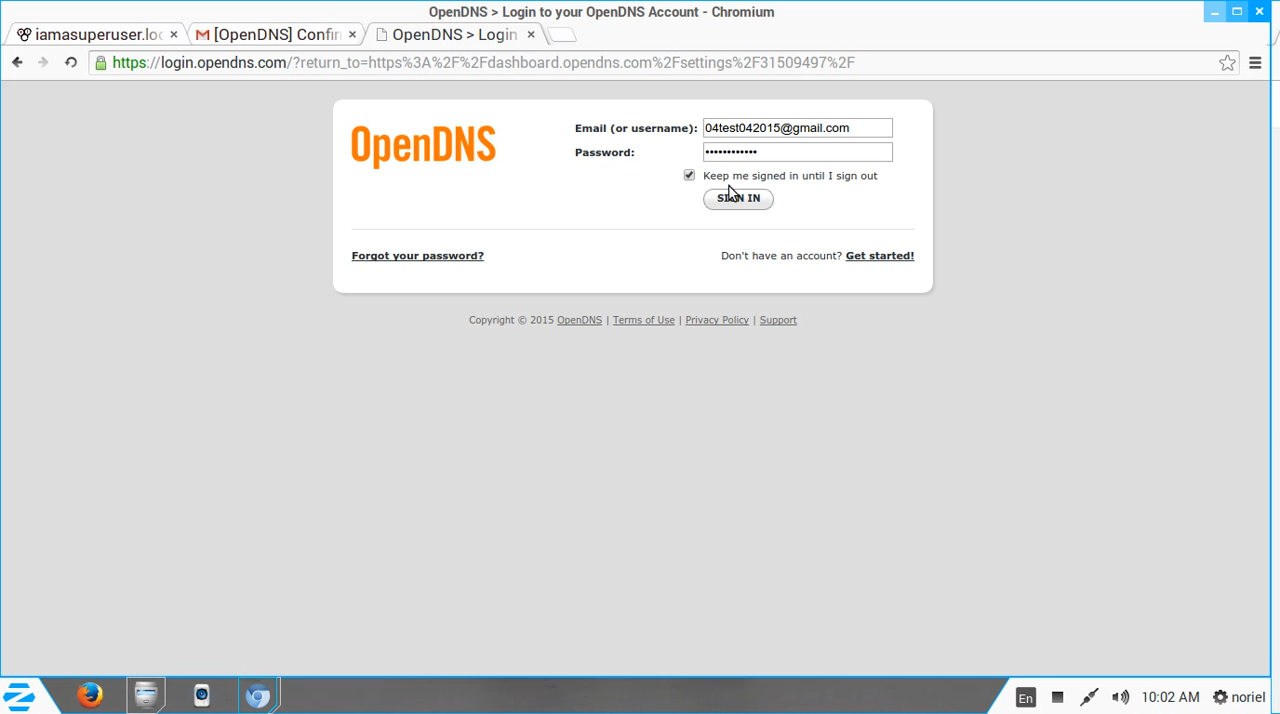 OpenDNS > Login to your OpenDNS Account - Chromium
iamasuperuser.loc
[OpenDNS] Confir
OpenDNS > Login
https://login.opendns.com/?return_to=https%3A%2F%2Fdashboard.opendns.com%2Fsettings%2F31509497%2F
OpenDNS
Email (or username): 04test042015@gmail.com
Password: ••••••••••••
Keep me signed in until I sign out
SIGN IN
Forgot your password?
Don't have an account? Get started!
Copyright © 2015 OpenDNS | Terms of Use | Privacy Policy | Support
En
10:02 AM
noriel